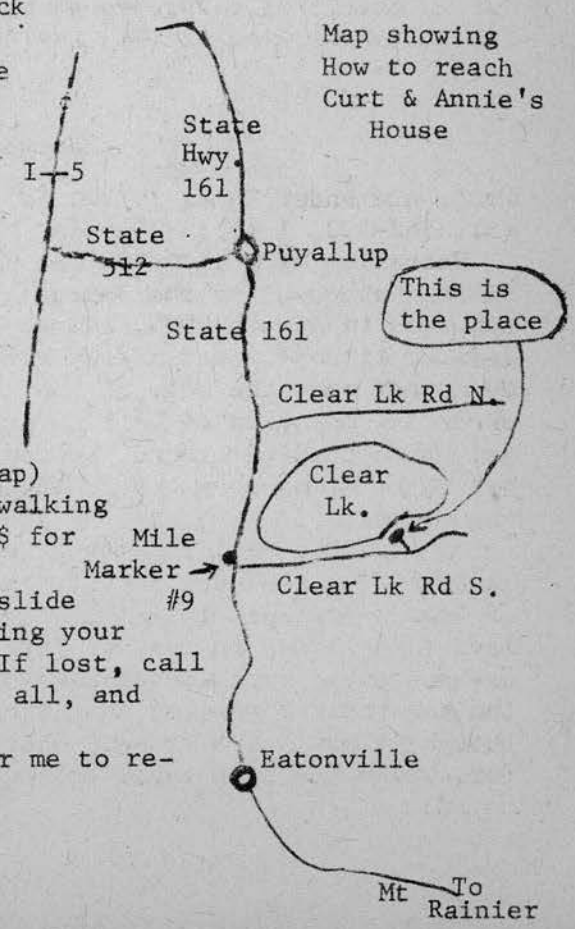 ck
Map showing
How to reach
Curt & Annie's
House
e
State
Hwy.
161
I-5
State
512
Puyallup
This is
the place
State 161
Clear Lk Rd N.
ap)
walking
$ for
slide
ing your
If lost, call
all, and
r me to re-
Clear
Lk.
Mile
Marker
#9
Clear Lk Rd S.
Eatonville
Mt To
Rainier